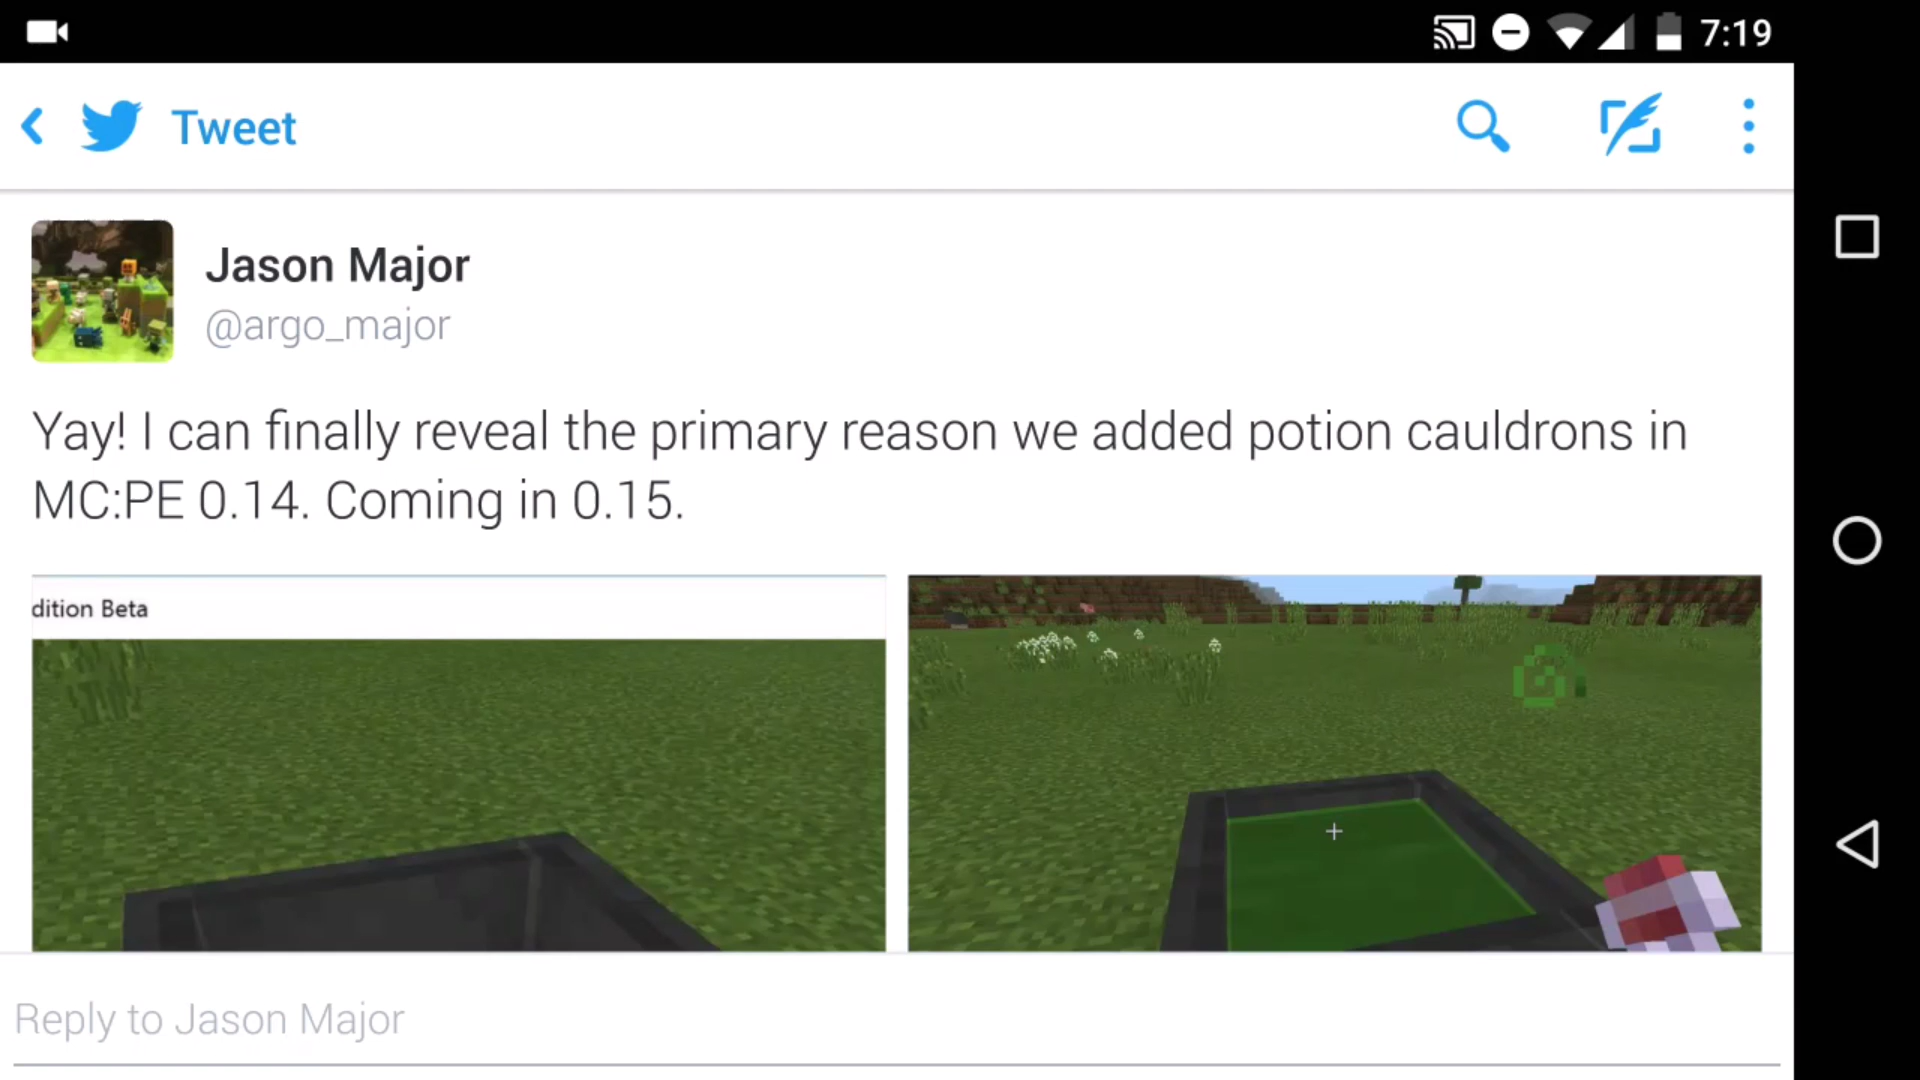 7:19
Tweet
Jason Major
@argo_major
Yay! I can finally reveal the primary reason we added potion cauldrons in
MC:PE 0.14. Coming in 0.15.
dition Beta
Reply to Jason Major